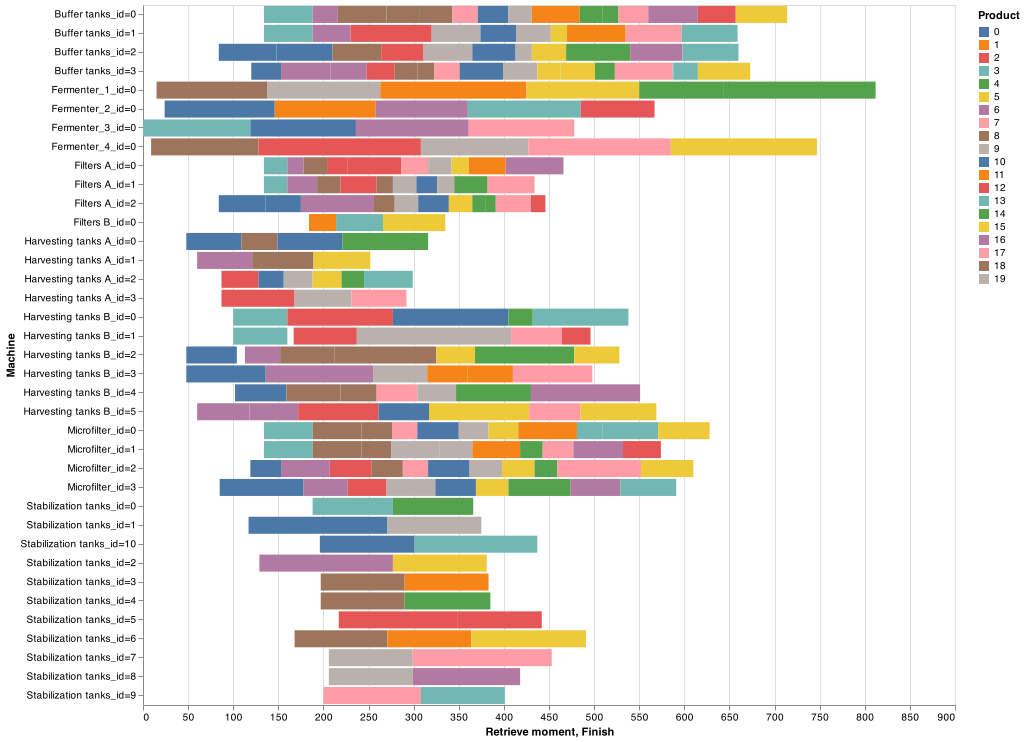 Product
0
1
2
3
4
5
6
7
8
9
10
11
12
13
14
15
16
17
18
19
Machine
Buffer tanks_id=0
Buffer tanks_id=1
Buffer tanks_id=2
Buffer tanks_id=3
Fermenter_1_id=0
Fermenter_2_id=0
Fermenter_3_id=0
Fermenter_4_id=0
Filters A_id=0
Filters A_id=1
Filters A_id=2
Filters B_id=0
Harvesting tanks A_id=0
Harvesting tanks A_id=1
Harvesting tanks A_id=2
Harvesting tanks A_id=3
Harvesting tanks B_id=0
Harvesting tanks B_id=1
Harvesting tanks B_id=2
Harvesting tanks B_id=3
Harvesting tanks B_id=4
Harvesting tanks B_id=5
Microfilter_id=0
Microfilter_id=1
Microfilter_id=2
Microfilter_id=3
Stabilization tanks_id=0
Stabilization tanks_id=1
Stabilization tanks_id=10
Stabilization tanks_id=2
Stabilization tanks_id=3
Stabilization tanks_id=4
Stabilization tanks_id=5
Stabilization tanks_id=6
Stabilization tanks_id=7
Stabilization tanks_id=8
Stabilization tanks_id=9
0 50 100 150 200 250 300 350 400 450 500 550 600 650 700 750 800 850 900
Retrieve moment, Finish